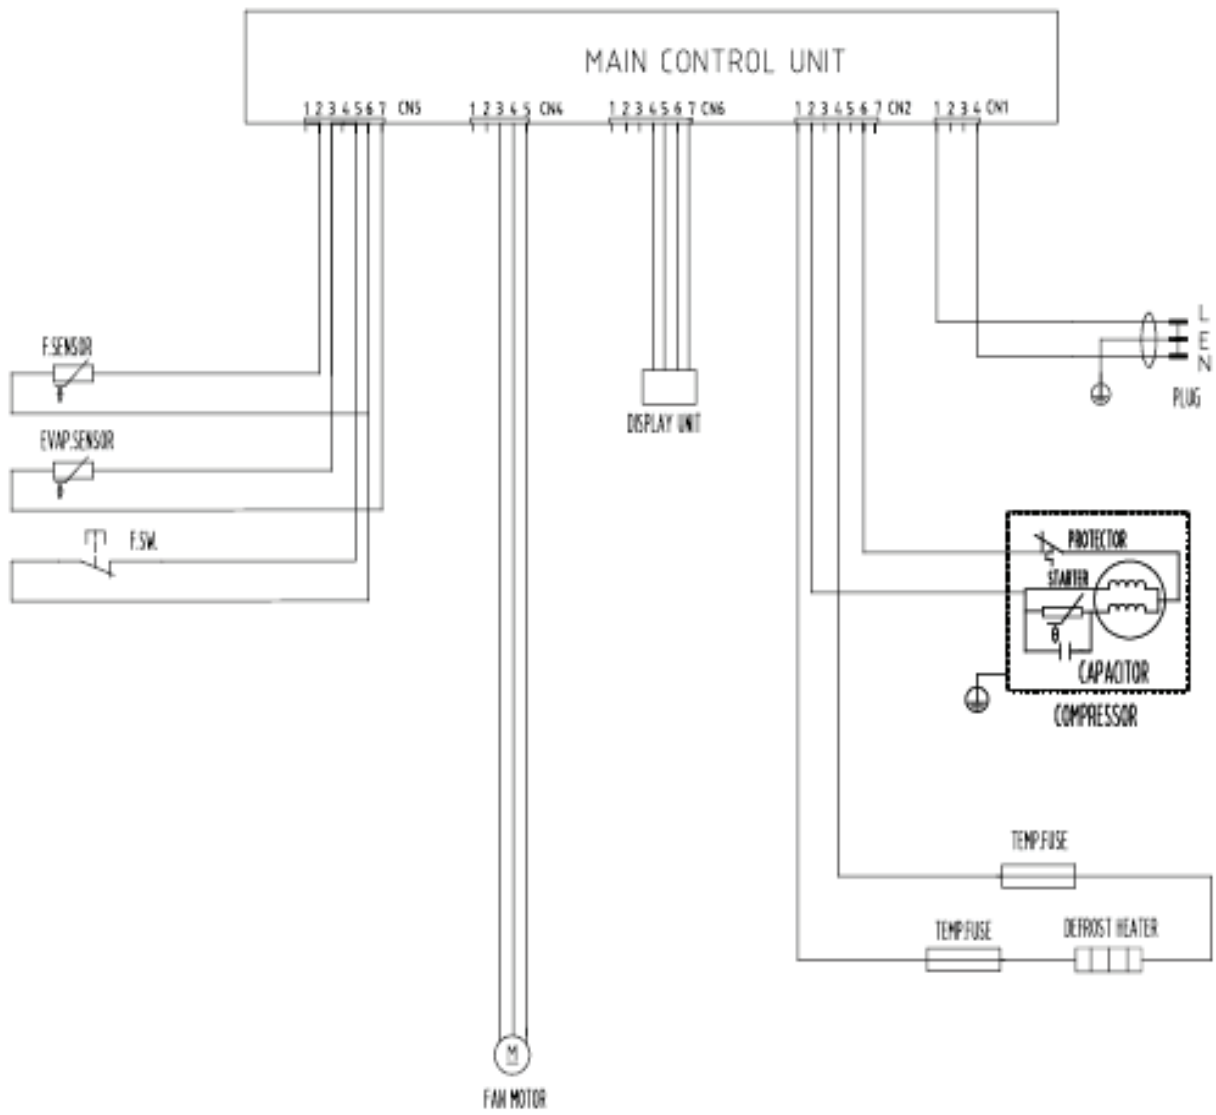 MAIN CONTROL UNIT
1 2 3 4 5 6 7 CN5
1 2 3 4 5 CN4
1 2 3 4 5 6 7 CN6
1 2 3 4 5 6 7 CN2
1 2 3 4 CN1
F.SENSOR
θ
EVAP.SENSOR
θ
F.SW.
DISPLAY UNIT
L
E
N
PLUG
PROTECTOR
STARTER
θ
CAPACITOR
COMPRESSOR
TEMP.FUSE
TEMP.FUSE
DEFROST HEATER
M
FAN MOTOR